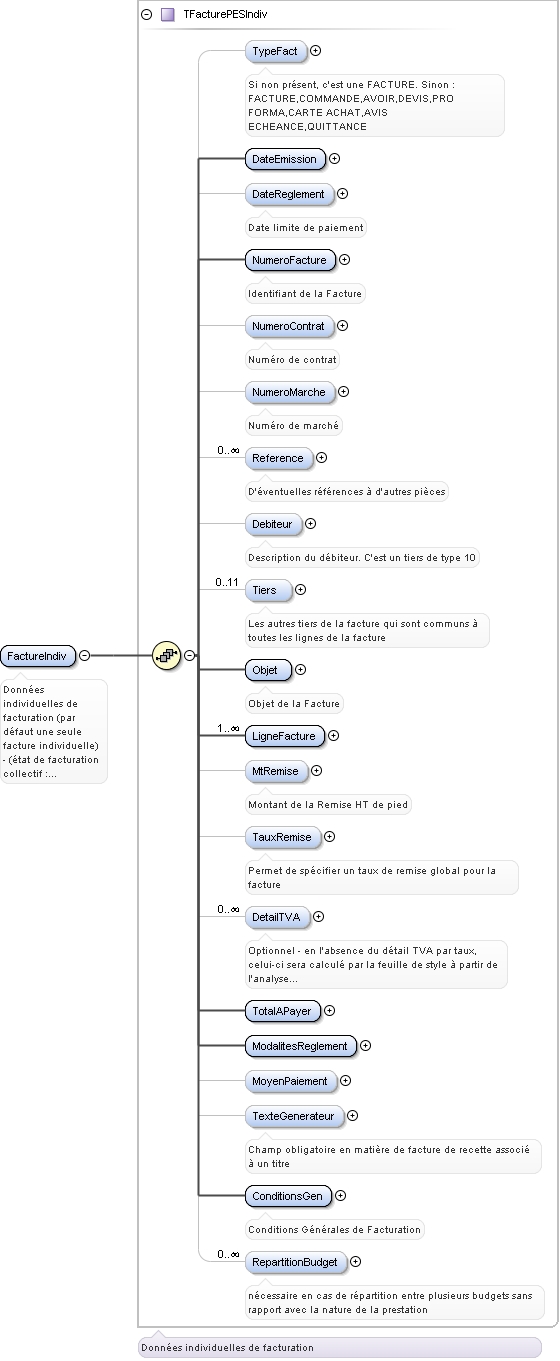 TFacturePESIndiv
TypeFact
Si non présent, c'est une FACTURE. Sinon :
FACTURE,COMMANDE,AVOIR,DEVIS,PRO
FORMA,CARTE ACHAT,AVIS
ECHEANCE,QUITTANCE
DateEmission
DateReglement
Date limite de paiement
NumeroFacture
Identifiant de la Facture
NumeroContrat
Numéro de contrat
NumeroMarche
Numéro de marché
0..∞
Reference
D'éventuelles références à d'autres pièces
Debiteur
Description du débiteur. C'est un tiers de type 10
0..11
Tiers
Les autres tiers de la facture qui sont communs à
toutes les lignes de la facture
FactureIndiv
Données
individuelles de
facturation (par
défaut une seule
facture individuelle)
- (état de facturation
collectif :...
Objet
Objet de la Facture
1..∞
LigneFacture
MtRemise
Montant de la Remise HT de pied
TauxRemise
Permet de spécifier un taux de remise global pour la
facture
0..∞
DetailTVA
Optionnel - en l'absence du détail TVA par taux,
celui-ci sera calculé par la feuille de style à partir de
l'analyse...
TotalAPayer
ModalitesReglement
MoyenPaiement
TexteGenerateur
Champ obligatoire en matière de facture de recette associé
à un titre
ConditionsGen
Conditions Générales de Facturation
0..∞
RepartitionBudget
nécessaire en cas de répartition entre plusieurs budgets sans
rapport avec la nature de la prestation
Données individuelles de facturation